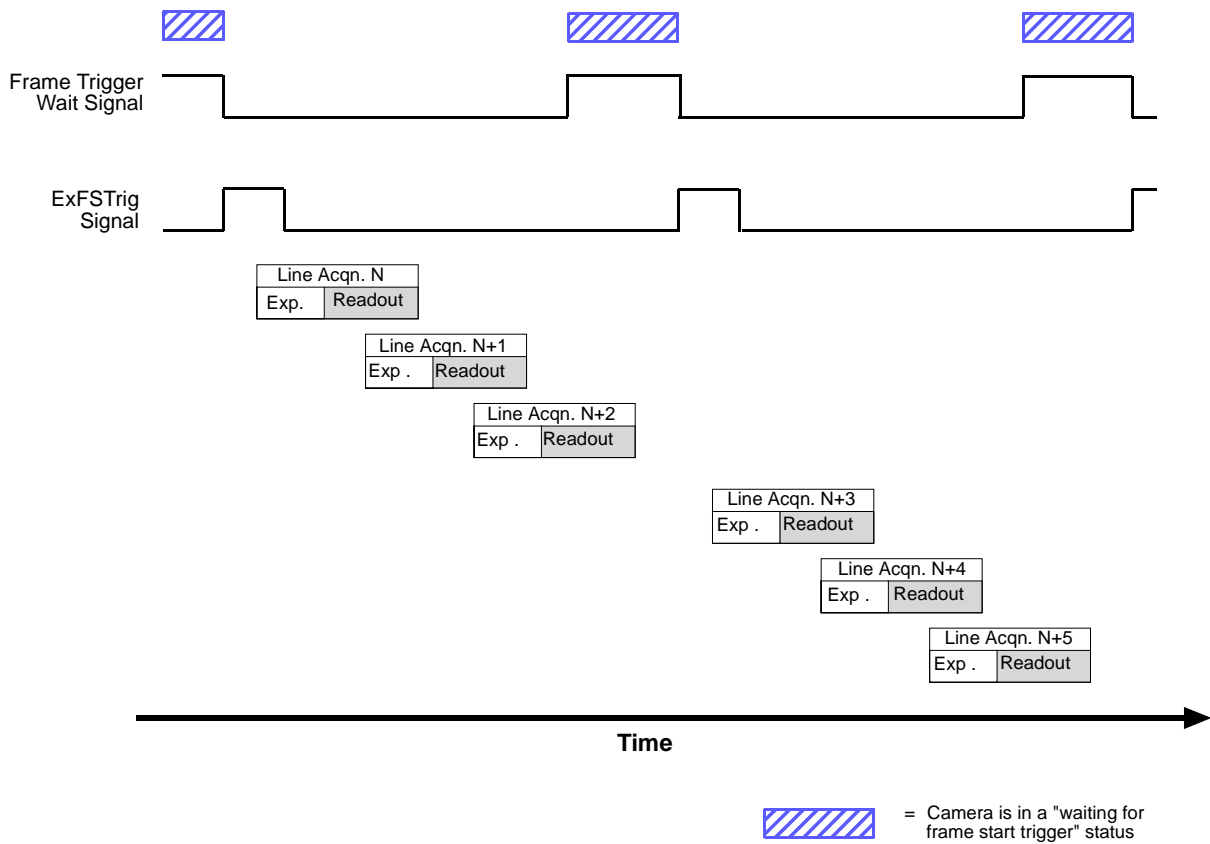 Frame Trigger
Wait Signal
ExFSTrig
Signal
Line Acqn. N
Exp.
Readout
Line Acqn. N+1
Exp .
Readout
Line Acqn. N+2
Exp .
Readout
Line Acqn. N+3
Exp .
Readout
Line Acqn. N+4
Exp .
Readout
Line Acqn. N+5
Exp .
Readout
Time
= Camera is in a "waiting for
frame start trigger" status